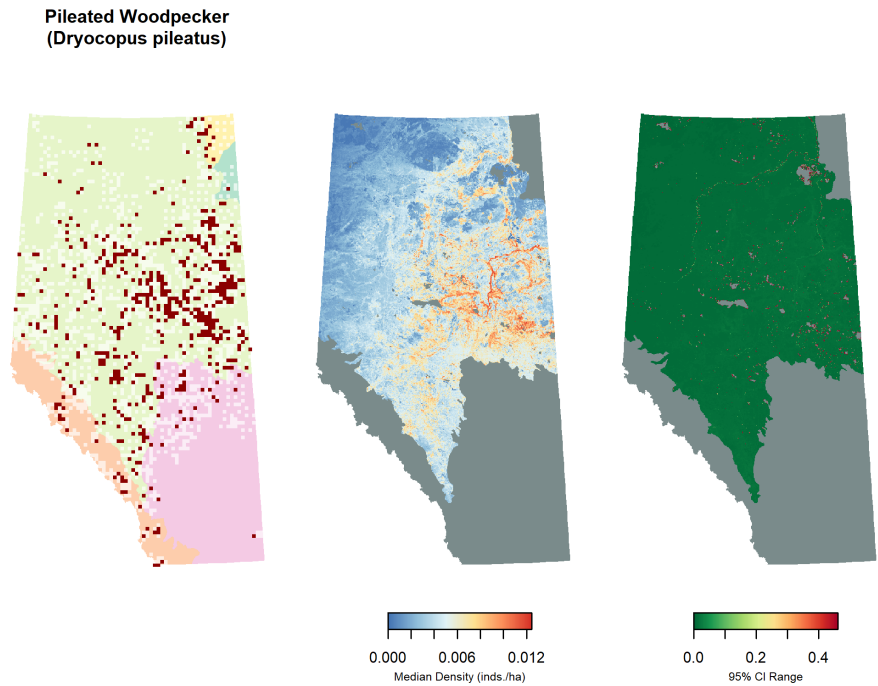 Pileated Woodpecker
(Dryocopus pileatus)
0.000 0.006 0.012
Median Density (inds./ha)
0.0 0.2 0.4
95% CI Range